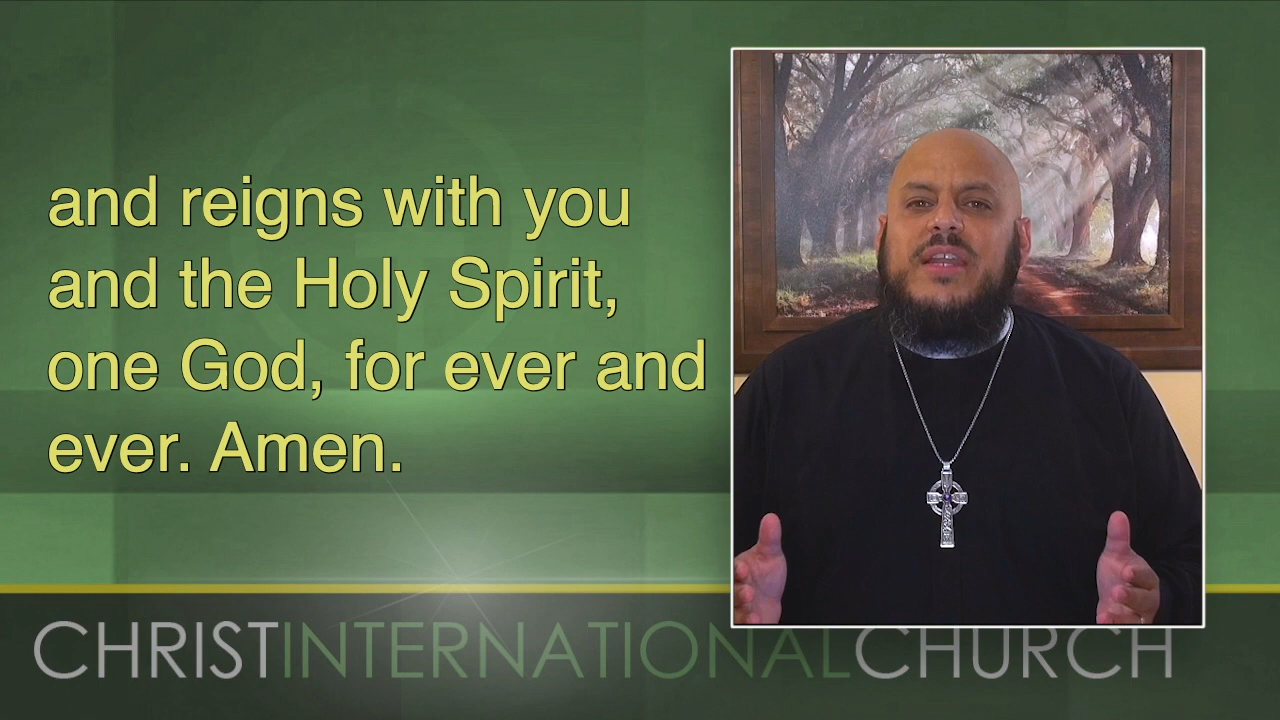 and reigns with you
and the Holy Spirit,
one God, for ever and
ever. Amen.
CHRISTINTERNATIONALCHURCH